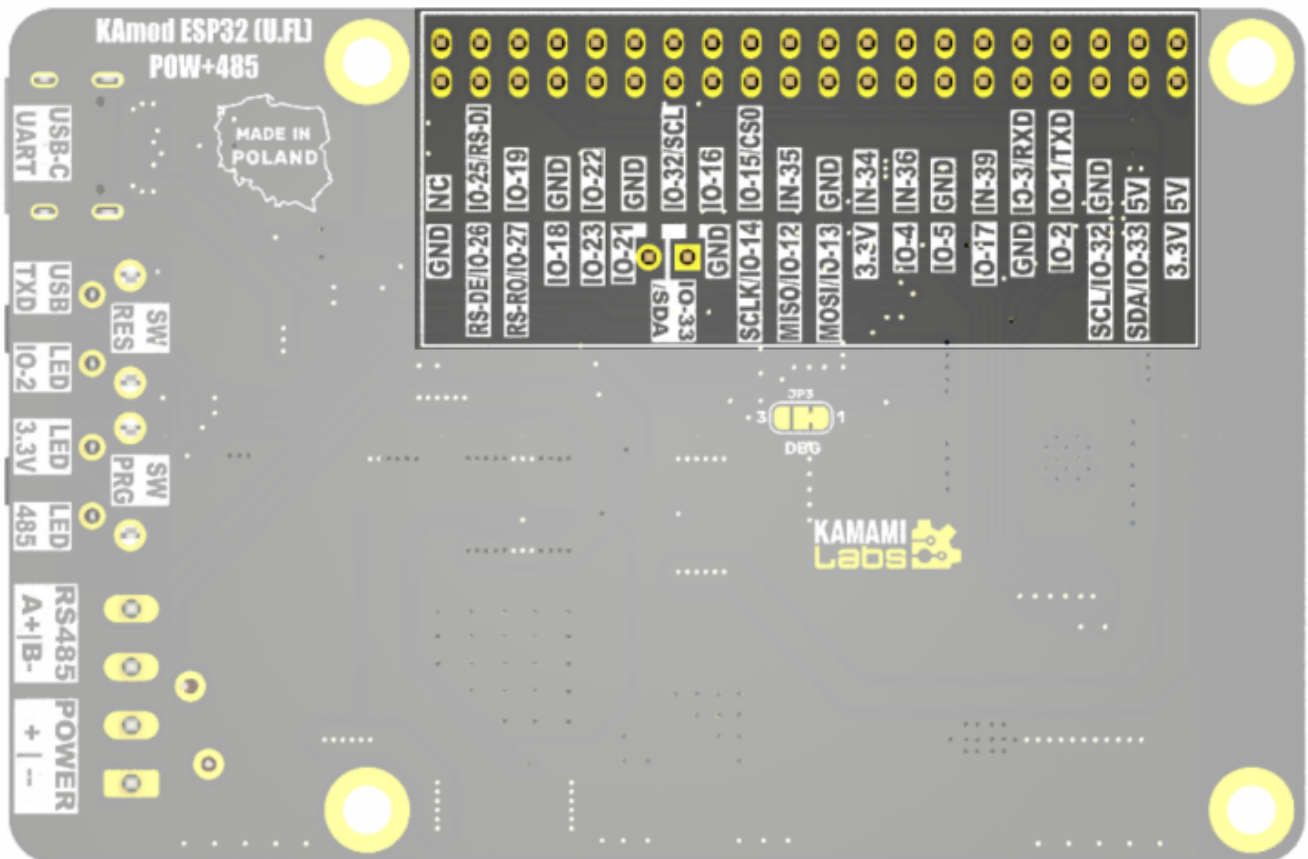 KAmod ESP32 (U.FL)
POW+485
MADE IN
POLAND
USB-C
UART
USB
TXD
LED
IO-2
LED
3.3V
LED
485
SW
RES
SW
PRG
RS485
A+|B-
POWER
+ | --
NC
IO-25/RS-DI
IO-19
GND
IO-22
GND
IO-32/SCL
IO-16
IO-15/CS0
IN-35
GND
IN-34
IN-36
GND
IN-39
IO-3/RXD
IO-1/TXD
GND
5V
5V
GND
RS-DE/IO-26
RS-RO/IO-27
IO-18
IO-23
IO-21
/SDA
IO-33
GND
SCLK/IO-14
MISO/IO-12
MOSI/IO-13
3.3V
IO-4
IO-5
IO-17
GND
IO-2
SCL/IO-32
SDA/IO-33
3.3V
JP3
3 1
DBG
KAMAMI
Labs